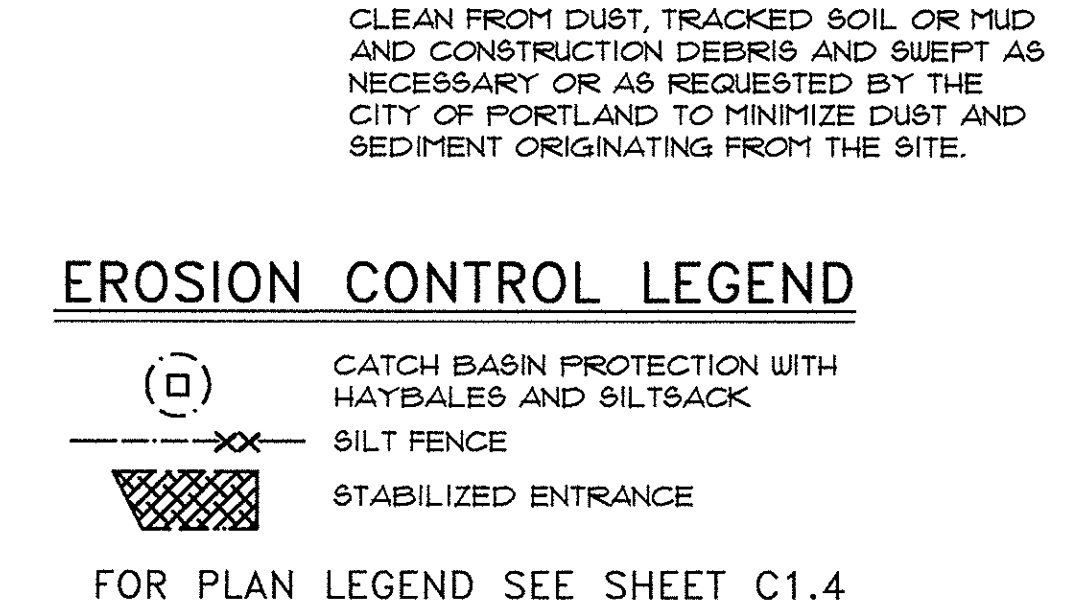 CLEAN FROM DUST, TRACKED SOIL OR MUD
AND CONSTRUCTION DEBRIS AND SWEPT AS
NECESSARY OR AS REQUESTED BY THE
CITY OF PORTLAND TO MINIMIZE DUST AND
SEDIMENT ORIGINATING FROM THE SITE.
EROSION CONTROL LEGEND
CATCH BASIN PROTECTION WITH
HAYBALES AND SILTSACK
SILT FENCE
STABILIZED ENTRANCE
FOR PLAN LEGEND SEE SHEET C1.4